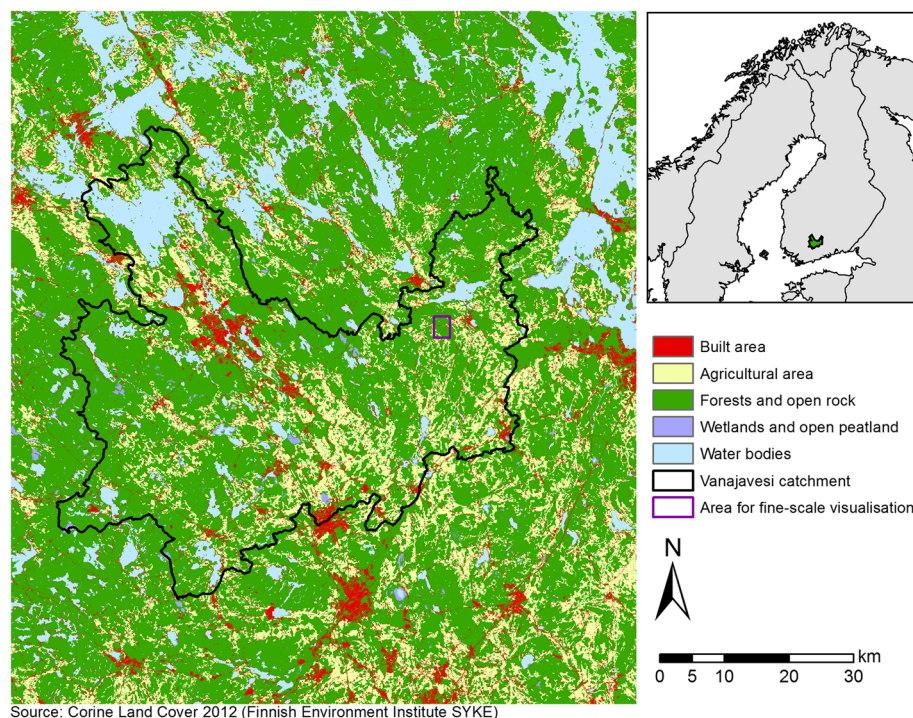 Built area
Agricultural area
Forests and open rock
Wetlands and open peatland
Water bodies
Vanajavesi catchment
Area for fine-scale visualisation
N
km
0 5 10 20 30
Source: Corine Land Cover 2012 (Finnish Environment Institute SYKE)